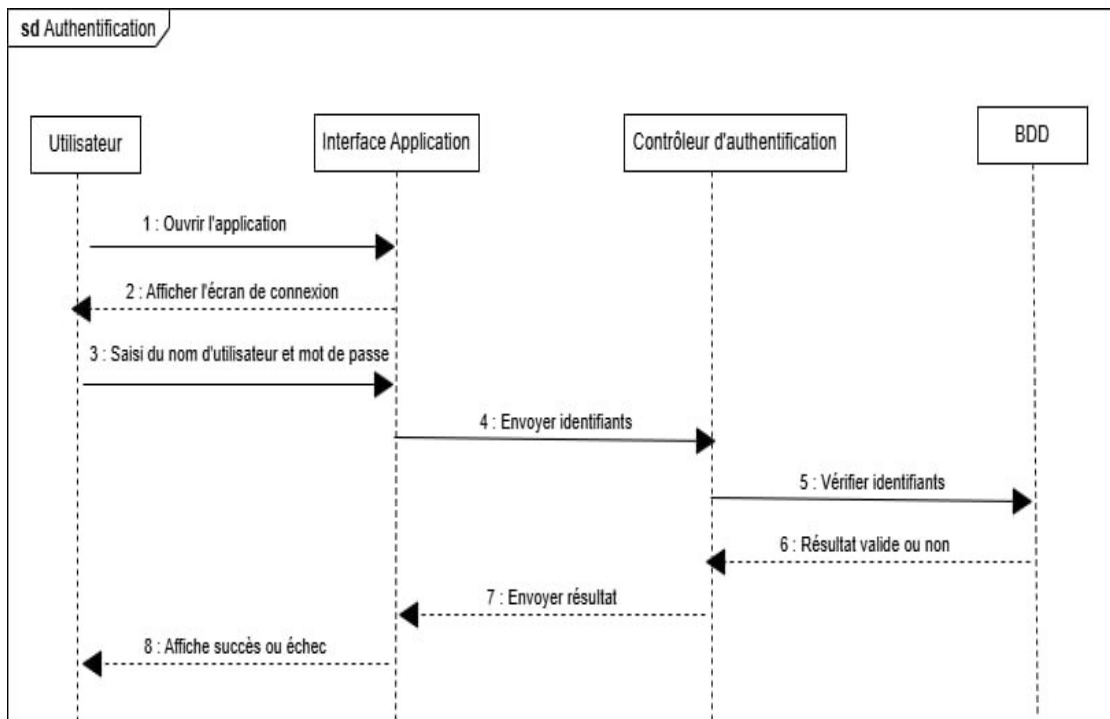 sd Authentification
Utilisateur
Interface Application
Contrôleur d'authentification
BDD
1 : Ouvrir l'application
2 : Afficher l'écran de connexion
3 : Saisi du nom d'utilisateur et mot de passe
4 : Envoyer identifiants
5 : Vérifier identifiants
6 : Résultat valide ou non
7 : Envoyer résultat
8 : Affiche succès ou échec